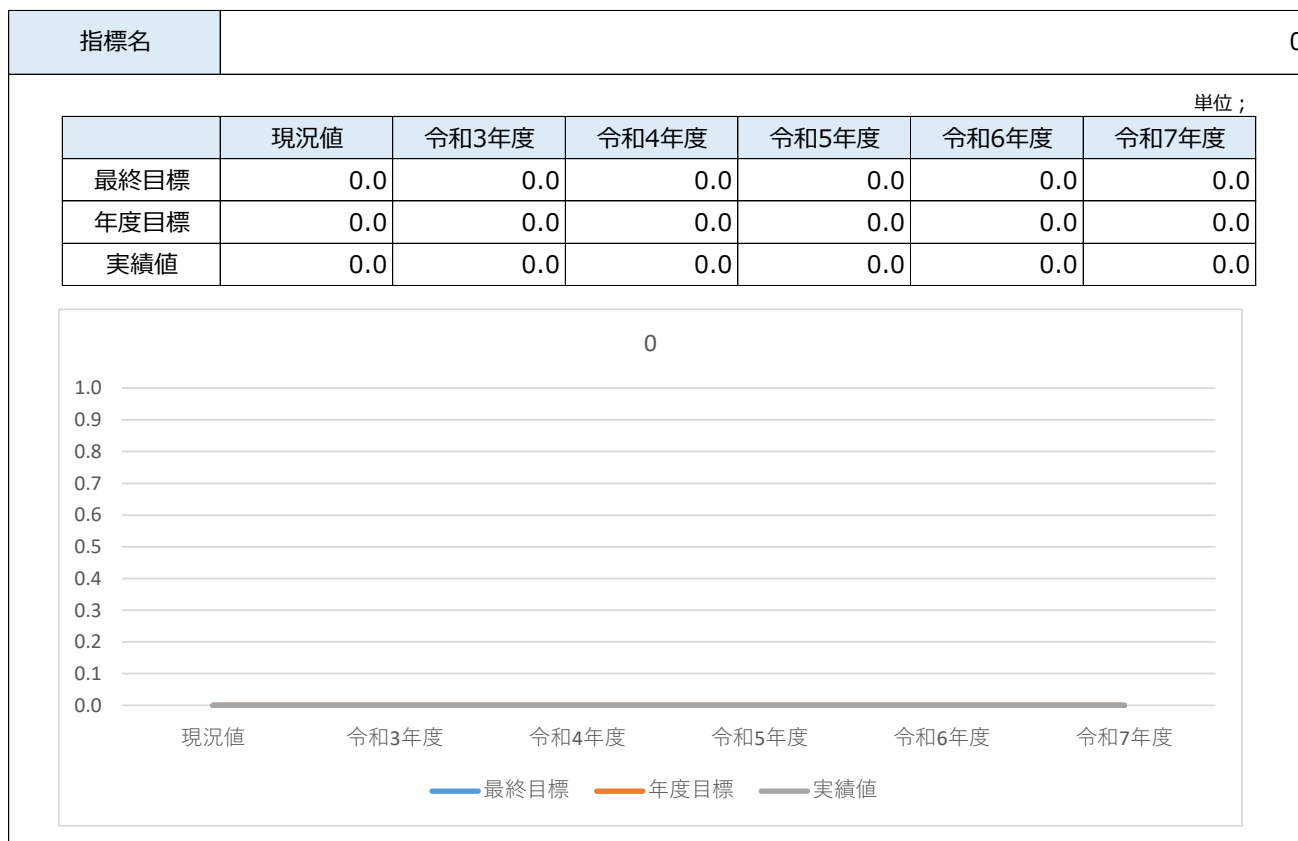 指標名 0
単位 ;
現況値 令和3年度 令和4年度 令和5年度 令和6年度 令和7年度
最終目標 0.0 0.0 0.0 0.0 0.0 0.0
年度目標 0.0 0.0 0.0 0.0 0.0 0.0
実績値 0.0 0.0 0.0 0.0 0.0 0.0
0
1.0
0.9
0.8
0.7
0.6
0.5
0.4
0.3
0.2
0.1
0.0
現況値 令和3年度 令和4年度 令和5年度 令和6年度 令和7年度
最終目標 年度目標 実績値